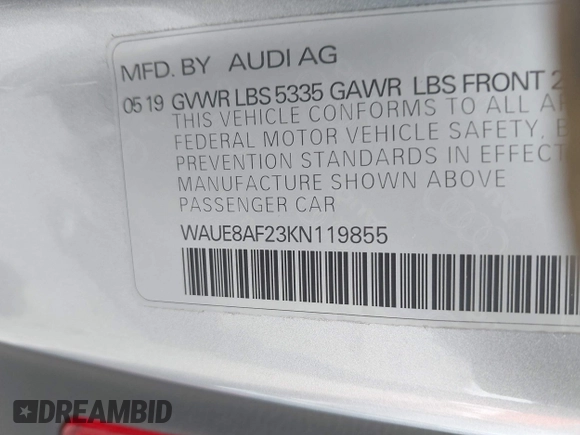 MFD. BY AUDI AG
05 19 GVWR LBS 5335 GAWR LBS FRONT 2
THIS VEHICLE CONFORMS TO ALL
FEDERAL MOTOR VEHICLE SAFETY,
PREVENTION STANDARDS IN EFFECT
MANUFACTURE SHOWN ABOVE
PASSENGER CAR
WAUE8AF23KN119855
DREAMBID